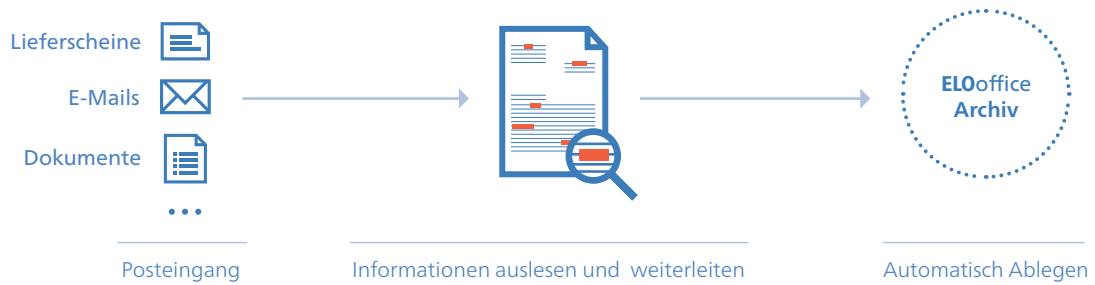 Lieferscheine
E-Mails
Dokumente
ELOoffice
Archiv
Posteingang
Informationen auslesen und weiterleiten
Automatisch Ablegen